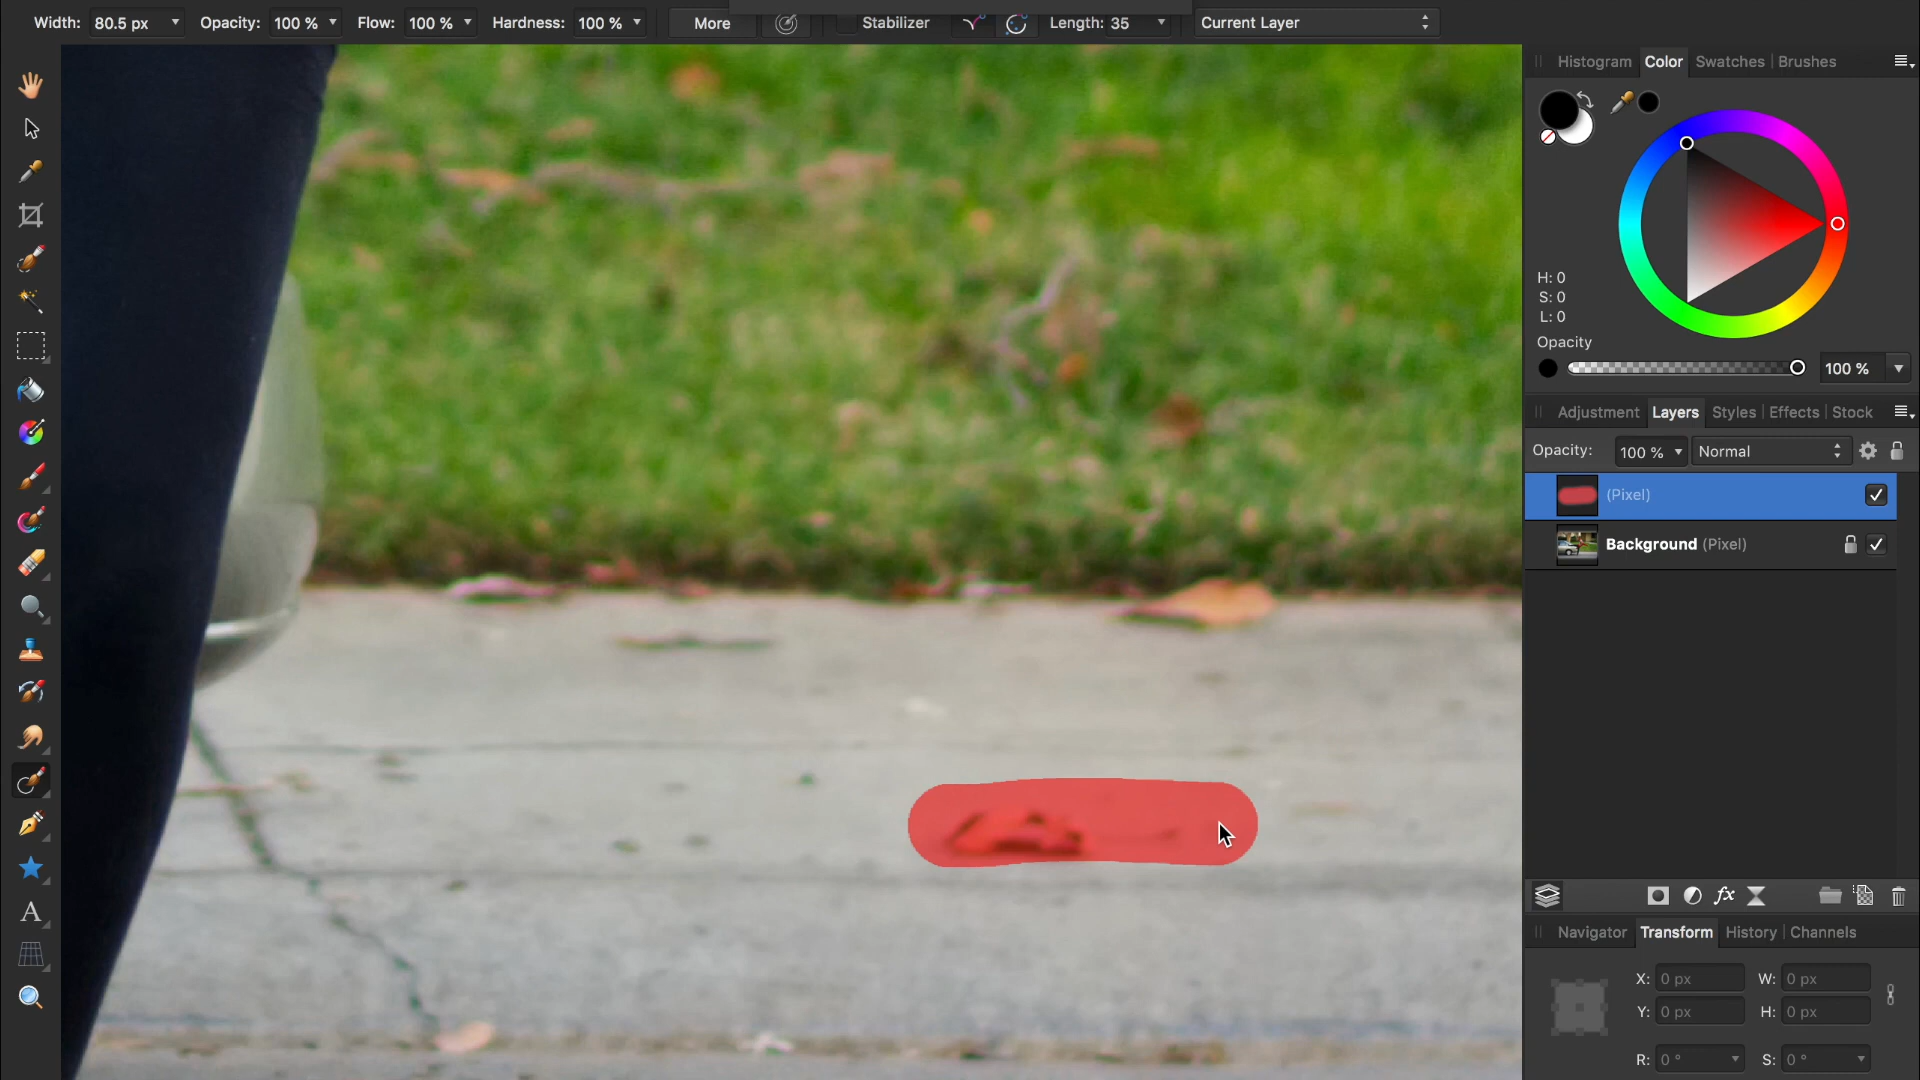 Width: 80.5 px Opacity: 100 % Flow: 100 % Hardness: 100 % More Stabilizer Length: 35 Current Layer
Histogram Color Swatches Brushes
H: 0
S: 0
L: 0
Opacity
100 %
Adjustment Layers Styles Effects Stock
Opacity: 100 % Normal
(Pixel)
Background (Pixel)
fx
Navigator Transform History Channels
X: 0 px W: 0 px
Y: 0 px H: 0 px
R: 0 ° S: 0 °
A